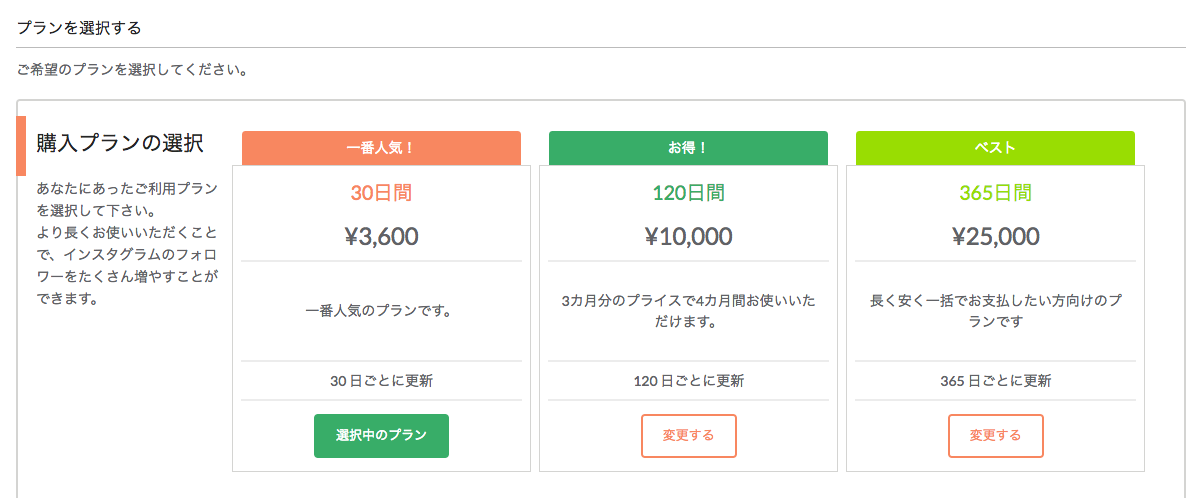 プランを選択する
ご希望のプランを選択してください。
購入プランの選択
あなたにあったご利用プラン
を選択して下さい。
より長くお使いいただくこと
で、インスタグラムのフォロ
ワーをたくさん増やすことが
できます。
一番人気！
30日間
¥3,600
一番人気のプランです。
30 日ごとに更新
選択中のプラン
お得！
120日間
¥10,000
3カ月分のプライスで4カ月間お使いいた
だけます。
120 日ごとに更新
変更する
ベスト
365日間
¥25,000
長く安く一括でお支払したい方向けのプ
ランです
365 日ごとに更新
変更する